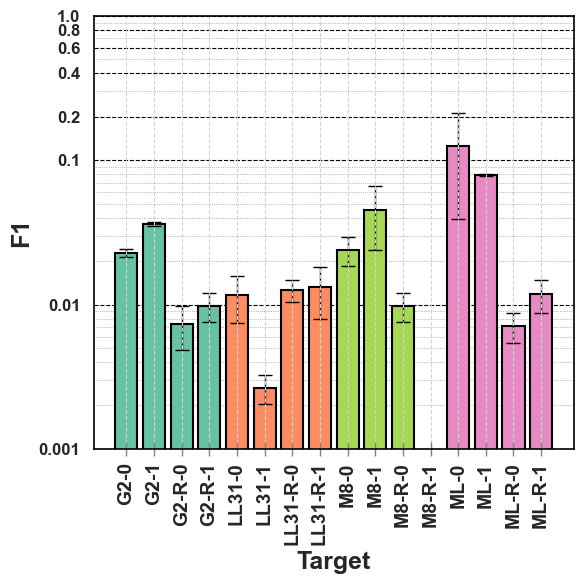 1.0
0.8
0.6
0.4
0.2
0.1
0.01
0.001
F1
G2-0
G2-1
G2-R-0
G2-R-1
LL31-0
LL31-1
LL31-R-0
LL31-R-1
M8-0
M8-1
M8-R-0
M8-R-1
ML-0
ML-1
ML-R-0
ML-R-1
Target